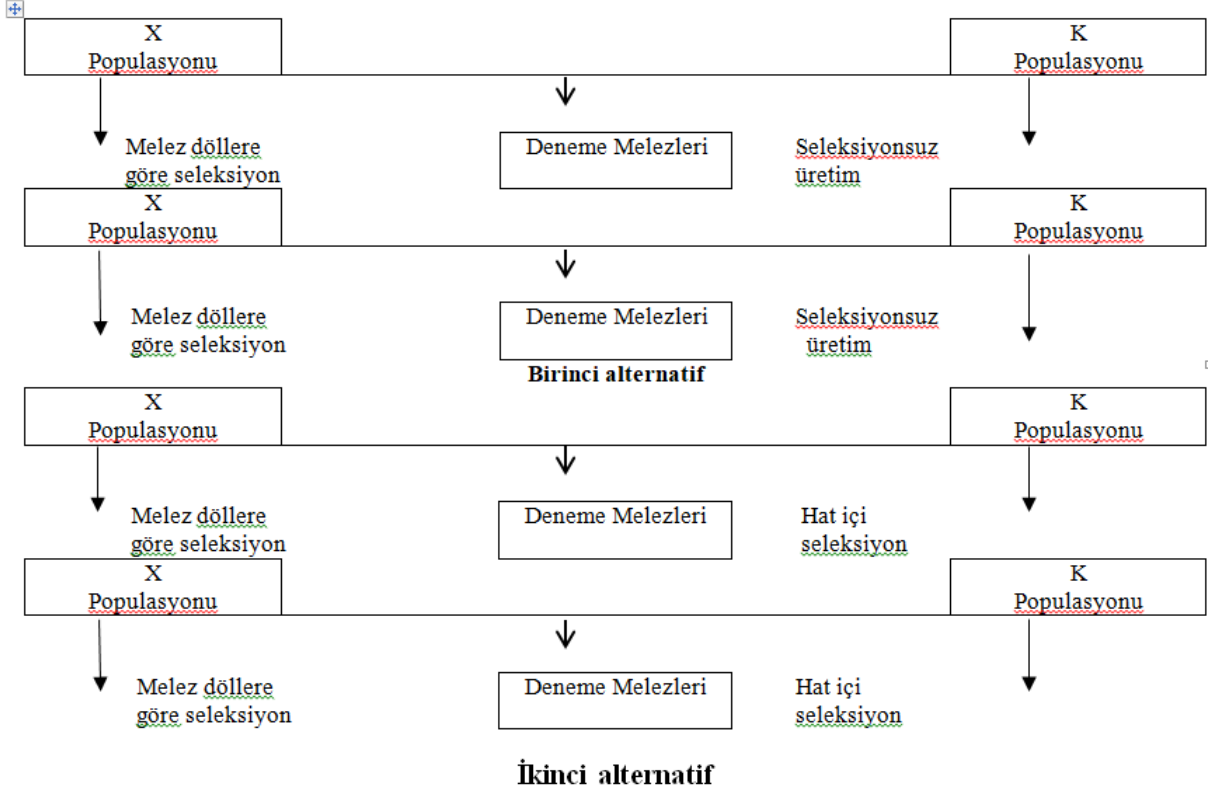 X
Populasyonu
K
Populasyonu
Melez döllere
göre seleksiyon
Deneme Melezleri
Seleksiyonsuz
üretim
X
Populasyonu
K
Populasyonu
Melez döllere
göre seleksiyon
Deneme Melezleri
Seleksiyonsuz
üretim
Birinci alternatif
X
Populasyonu
K
Populasyonu
Melez döllere
göre seleksiyon
Deneme Melezleri
Hat içi
seleksiyon
X
Populasyonu
K
Populasyonu
Melez döllere
göre seleksiyon
Deneme Melezleri
Hat içi
seleksiyon
İkinci alternatif